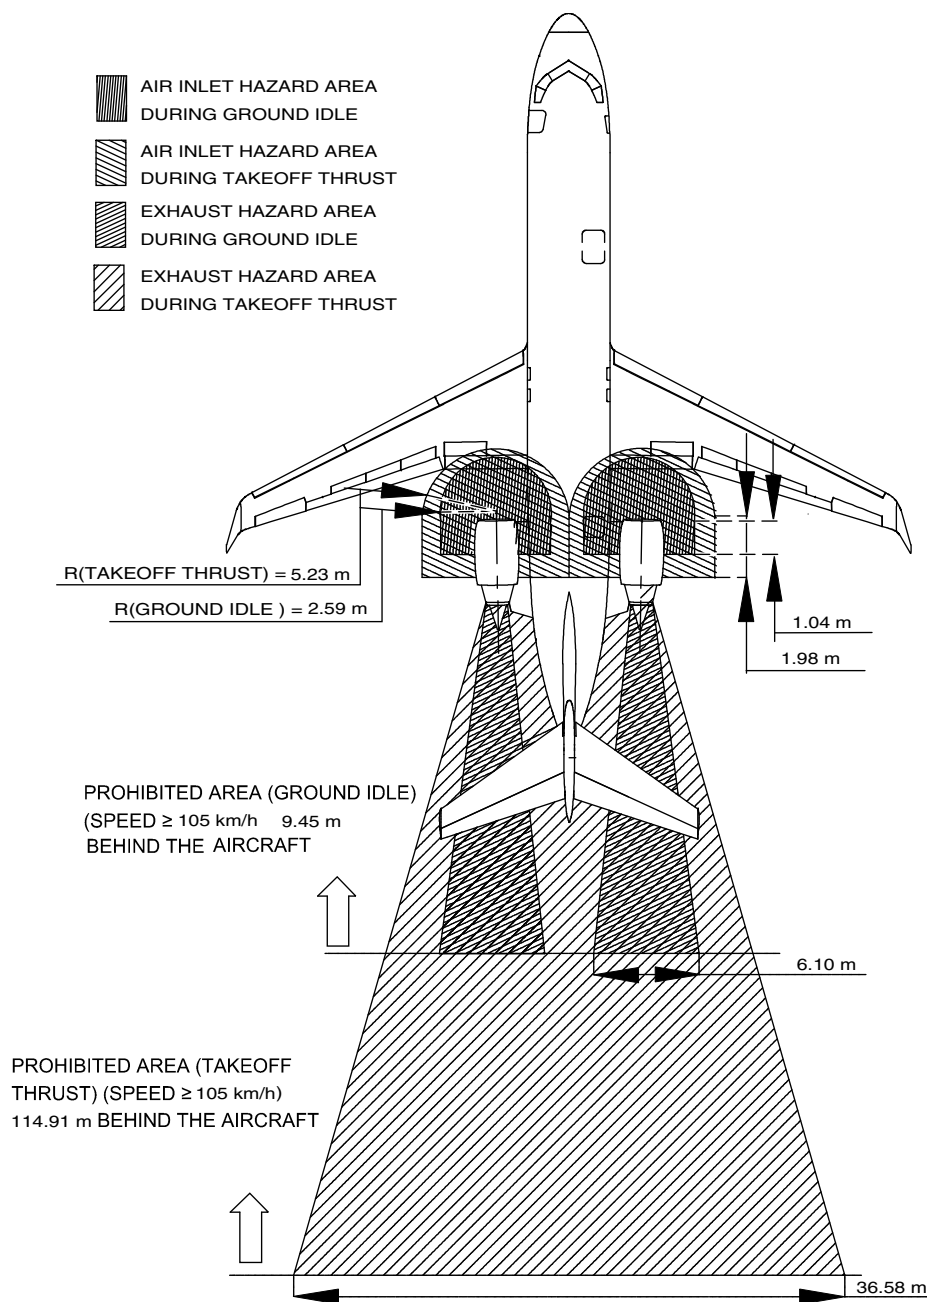 AIR INLET HAZARD AREA
DURING GROUND IDLE
AIR INLET HAZARD AREA
DURING TAKEOFF THRUST
EXHAUST HAZARD AREA
DURING GROUND IDLE
EXHAUST HAZARD AREA
DURING TAKEOFF THRUST
R(TAKEOFF THRUST) = 5.23 m
R(GROUND IDLE ) = 2.59 m
1.04 m
1.98 m
PROHIBITED AREA (GROUND IDLE)
(SPEED ≥ 105 km/h 9.45 m
BEHIND THE AIRCRAFT
6.10 m
PROHIBITED AREA (TAKEOFF
THRUST) (SPEED ≥ 105 km/h)
114.91 m BEHIND THE AIRCRAFT
36.58 m